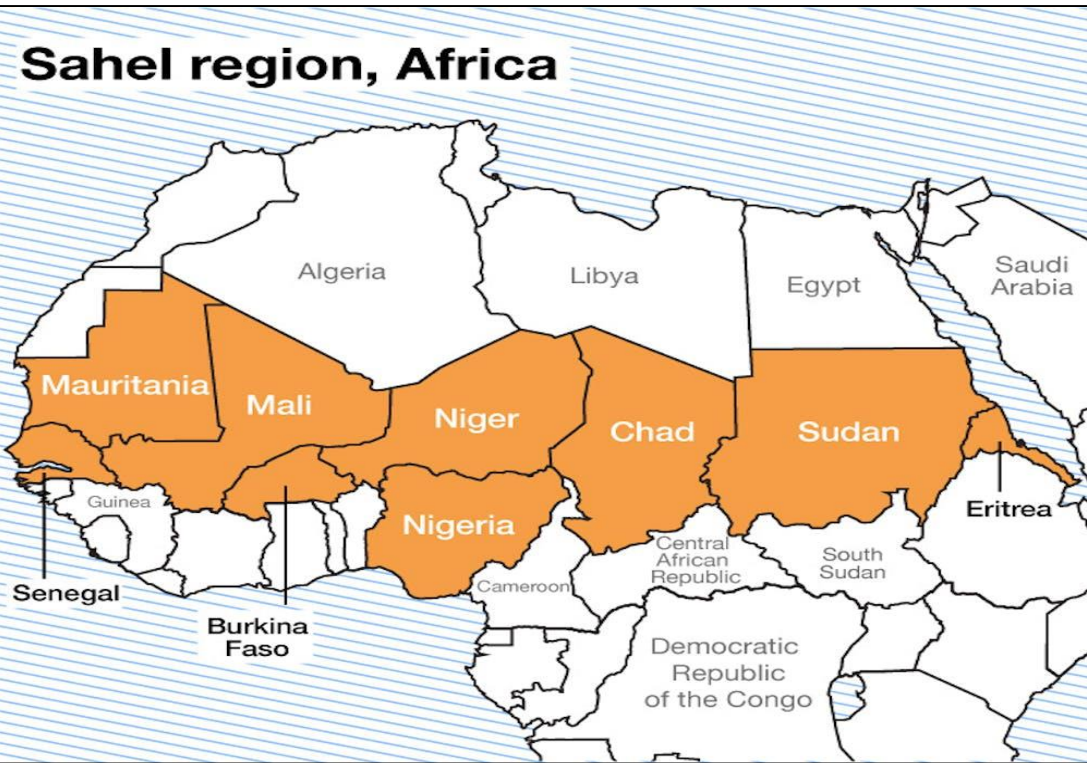 Sahel region, Africa
Algeria
Libya
Egypt
Saudi
Arabia
Mauritania
Mali
Niger
Chad
Sudan
Guinea
Nigeria
Eritrea
Central
African
Republic
South
Sudan
Cameroon
Senegal
Burkina
Faso
Democratic
Republic
of the Congo